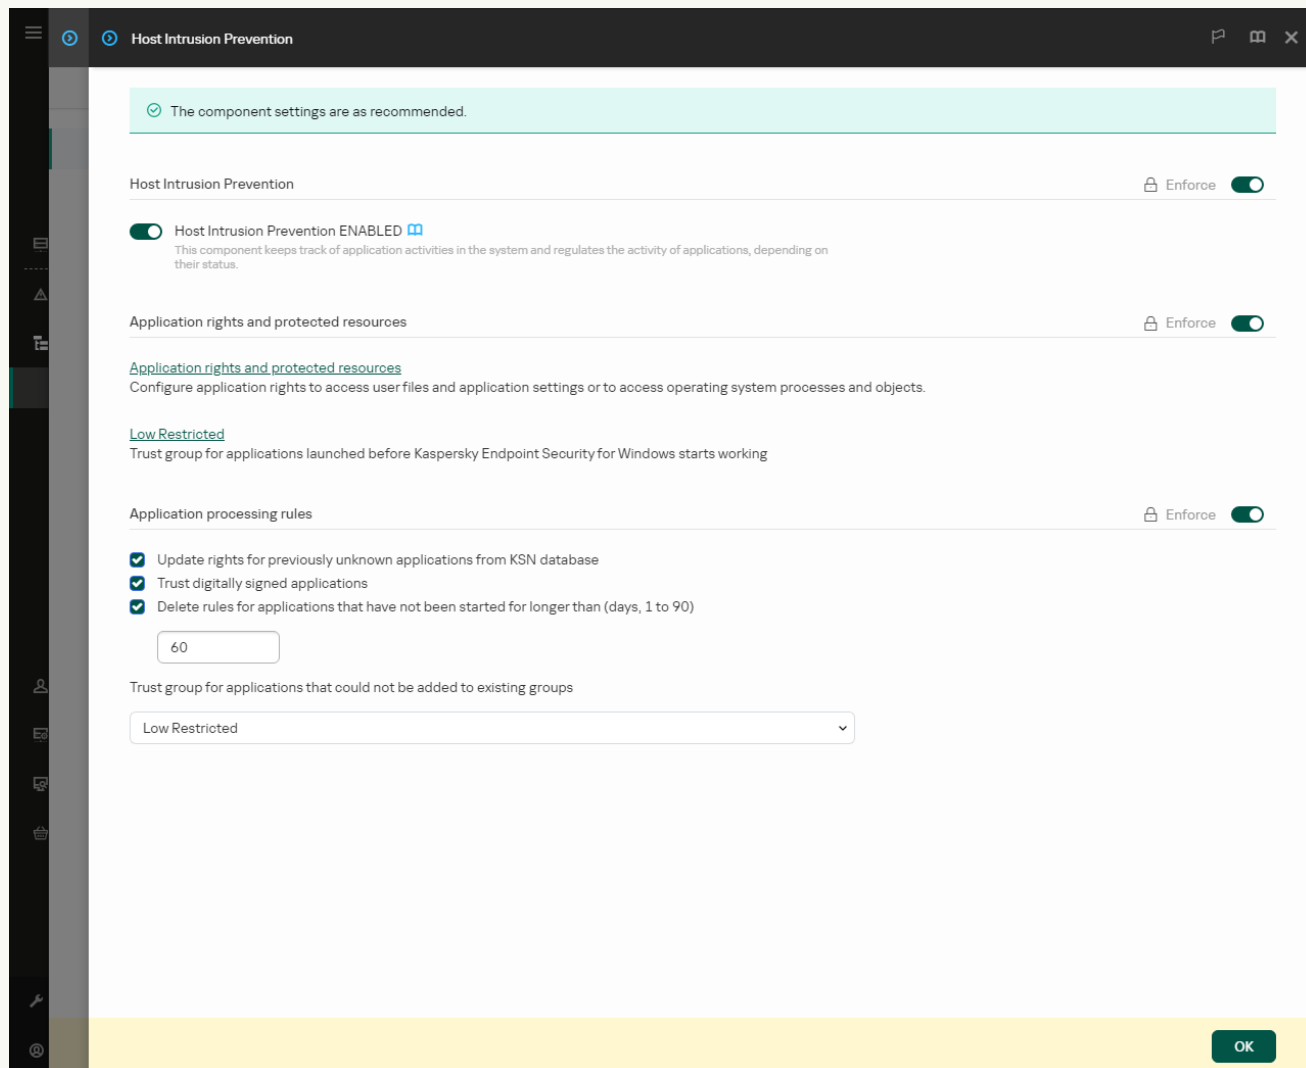 Host Intrusion Prevention
The component settings are as recommended.
Host Intrusion Prevention
Enforce
Host Intrusion Prevention ENABLED
This component keeps track of application activities in the system and regulates the activity of applications, depending on
their status.
Application rights and protected resources
Enforce
Application rights and protected resources
Configure application rights to access user files and application settings or to access operating system processes and objects.
Low Restricted
Trust group for applications launched before Kaspersky Endpoint Security for Windows starts working
Application processing rules
Enforce
Update rights for previously unknown applications from KSN database
Trust digitally signed applications
Delete rules for applications that have not been started for longer than (days, 1 to 90)
60
Trust group for applications that could not be added to existing groups
Low Restricted
OK